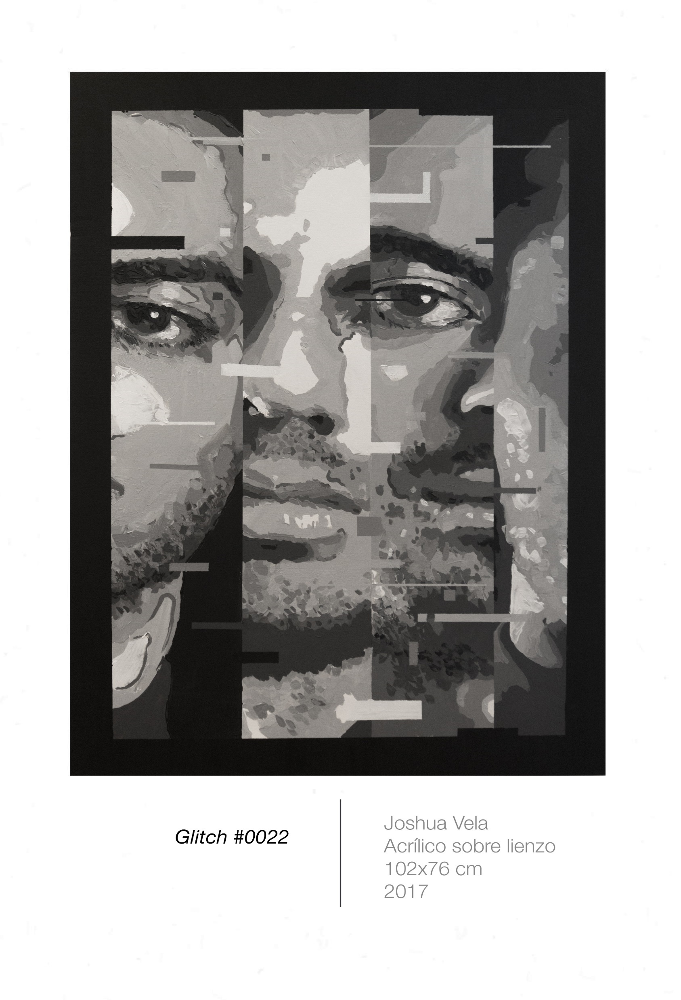 Glitch #0022
Joshua Vela
Acrílico sobre lienzo
102x76 cm
2017